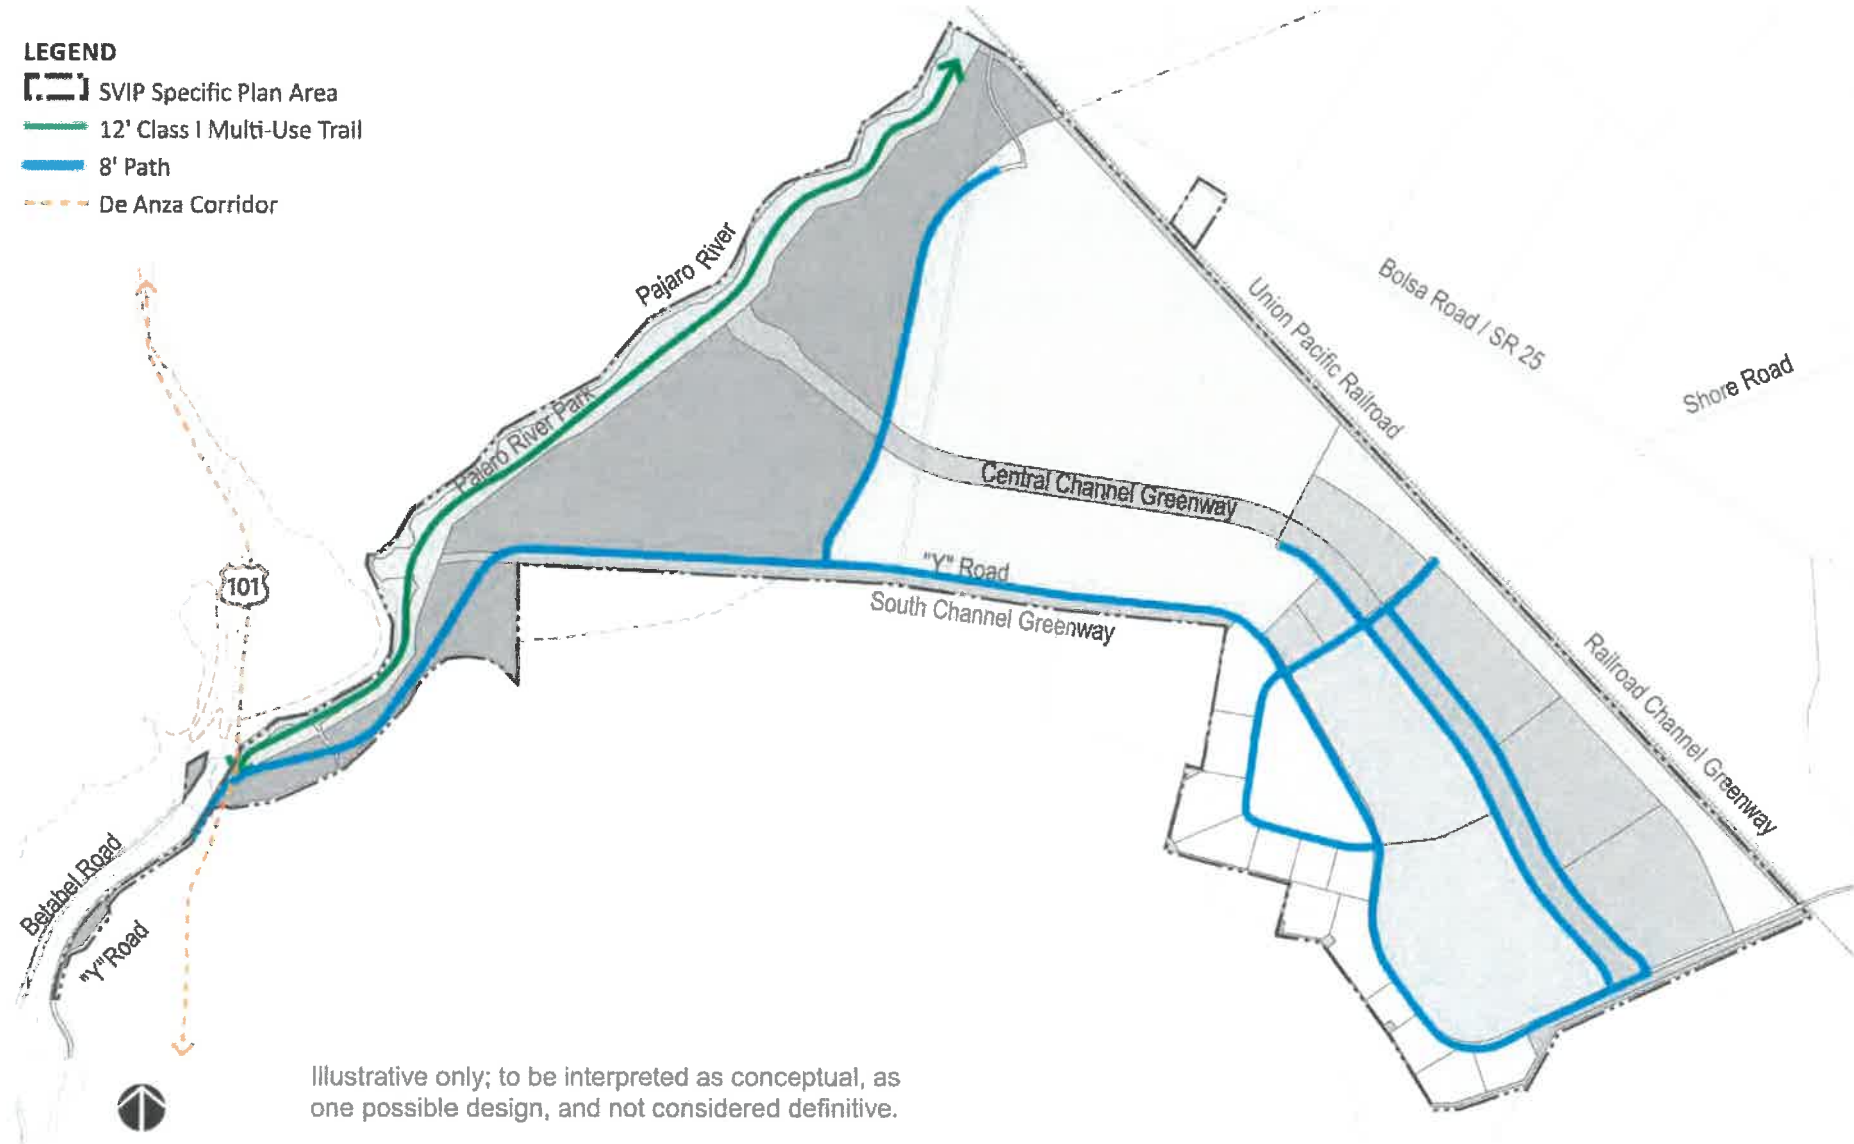 LEGEND
SVIP Specific Plan Area
12' Class I Multi-Use Trail
8' Path
De Anza Corridor
Pajaro River
Bolsa Road / SR 25
Union Pacific Railroad
Shore Road
Pajaro River Park
Central Channel Greenway
101
"Y" Road
South Channel Greenway
Railroad Channel Greenway
Betabel Road
"Y" Road
Illustrative only; to be interpreted as conceptual, as
one possible design, and not considered definitive.